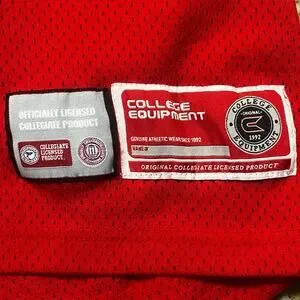 OFFICIALLY LICENSED
COLLEGIATE PRODUCT
COLLEGIATE
LICENSED
PRODUCT
COLLEGE
EQUIPMENT
GENUINE ATHLETIC WEAR SINCE 1992
ORIGINAL COLLEGIATE LICENSED PRODUCT
COLLEGE
ORIGINAL
1992
EQUIPMENT